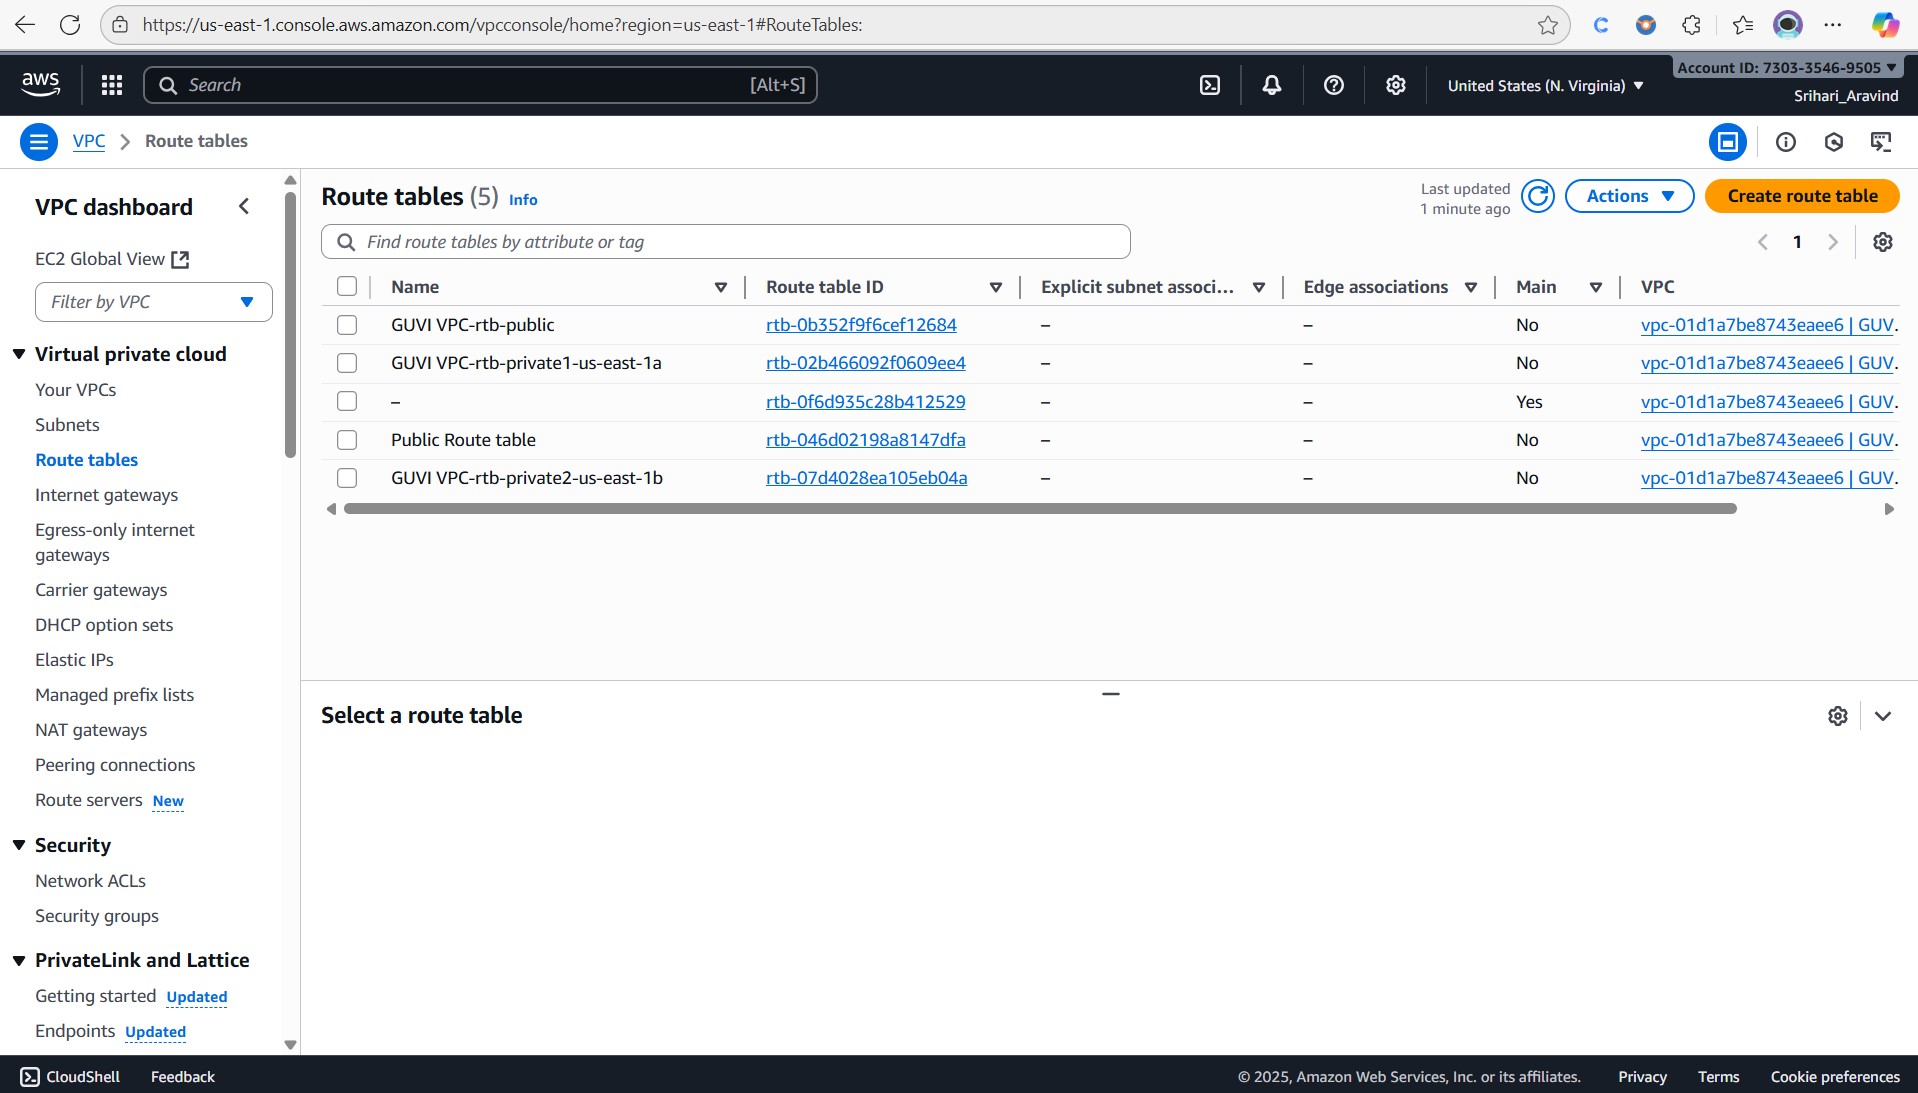 https://us-east-1.console.aws.amazon.com/vpcconsole/home?region=us-east-1#RouteTables:
aws
Search [Alt+S]
United States (N. Virginia)
Account ID: 7303-3546-9505
Srihari_Aravind
VPC
Route tables
VPC dashboard
EC2 Global View
Filter by VPC
Virtual private cloud
Your VPCs
Subnets
Route tables
Internet gateways
Egress-only internet
gateways
Carrier gateways
DHCP option sets
Elastic IPs
Managed prefix lists
NAT gateways
Peering connections
Route servers New
Security
Network ACLs
Security groups
PrivateLink and Lattice
Getting started Updated
Endpoints Updated
Route tables (5) Info
Last updated
1 minute ago
Actions
Create route table
Find route tables by attribute or tag
1
Name Route table ID Explicit subnet associ... Edge associations Main VPC
GUVI VPC-rtb-public rtb-0b352f9f6cef12684 – – No vpc-01d1a7be8743eaee6 | GUV.
GUVI VPC-rtb-private1-us-east-1a rtb-02b466092f0609ee4 – – No vpc-01d1a7be8743eaee6 | GUV.
– rtb-0f6d935c28b412529 – – Yes vpc-01d1a7be8743eaee6 | GUV.
Public Route table rtb-046d02198a8147dfa – – No vpc-01d1a7be8743eaee6 | GUV.
GUVI VPC-rtb-private2-us-east-1b rtb-07d4028ea105eb04a – – No vpc-01d1a7be8743eaee6 | GUV.
Select a route table
CloudShell Feedback
© 2025, Amazon Web Services, Inc. or its affiliates. Privacy Terms Cookie preferences